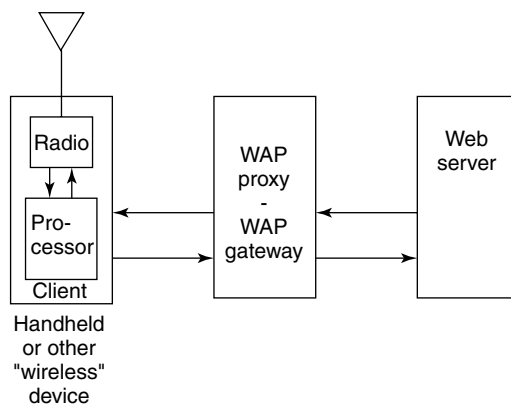 Radio
Pro-
cessor
Client
Handheld
or other
"wireless"
device
WAP
proxy
-
WAP
gateway
Web
server